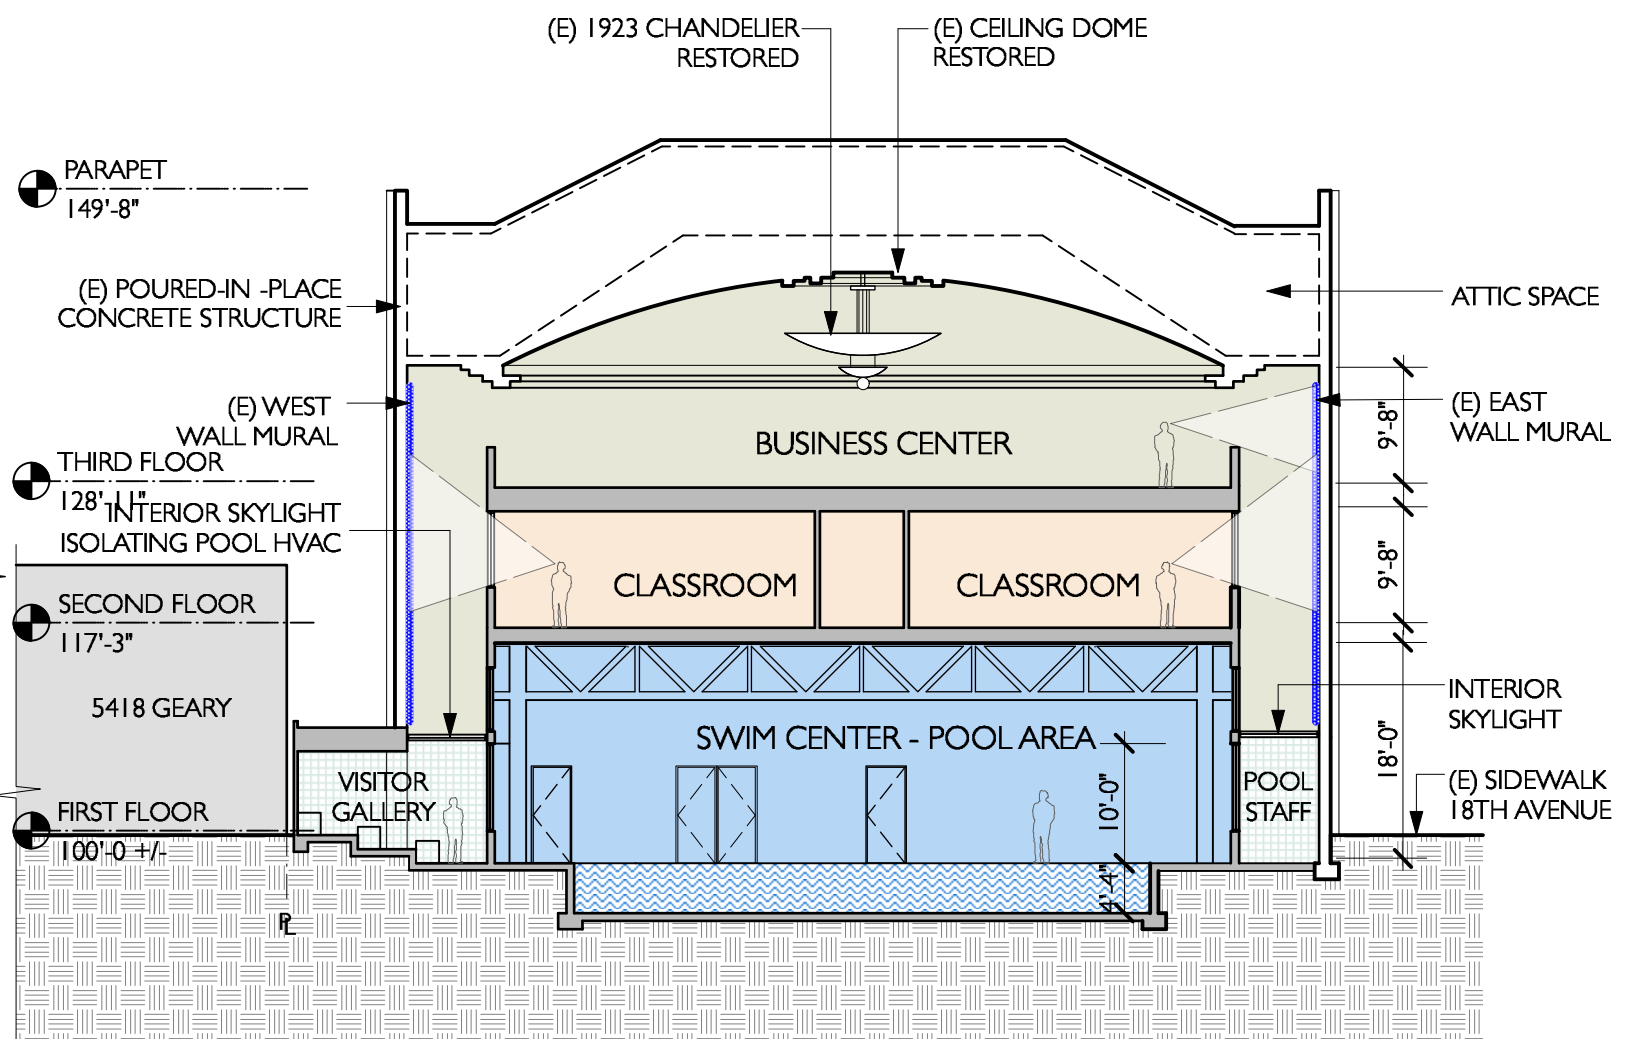 (E) 1923 CHANDELIER
RESTORED
(E) CEILING DOME
RESTORED
PARAPET
149'-8"
(E) POURED-IN -PLACE
CONCRETE STRUCTURE
ATTIC SPACE
(E) WEST
WALL MURAL
(E) EAST
WALL MURAL
9'-8"
BUSINESS CENTER
THIRD FLOOR
128'-11"
INTERIOR SKYLIGHT
ISOLATING POOL HVAC
CLASSROOM
CLASSROOM
9'-8"
SECOND FLOOR
117'-3"
5418 GEARY
INTERIOR
SKYLIGHT
SWIM CENTER - POOL AREA
18'-0"
VISITOR
GALLERY
10'-0"
POOL
STAFF
(E) SIDEWALK
18TH AVENUE
FIRST FLOOR
100'-0 +/-
4'-4"
PL